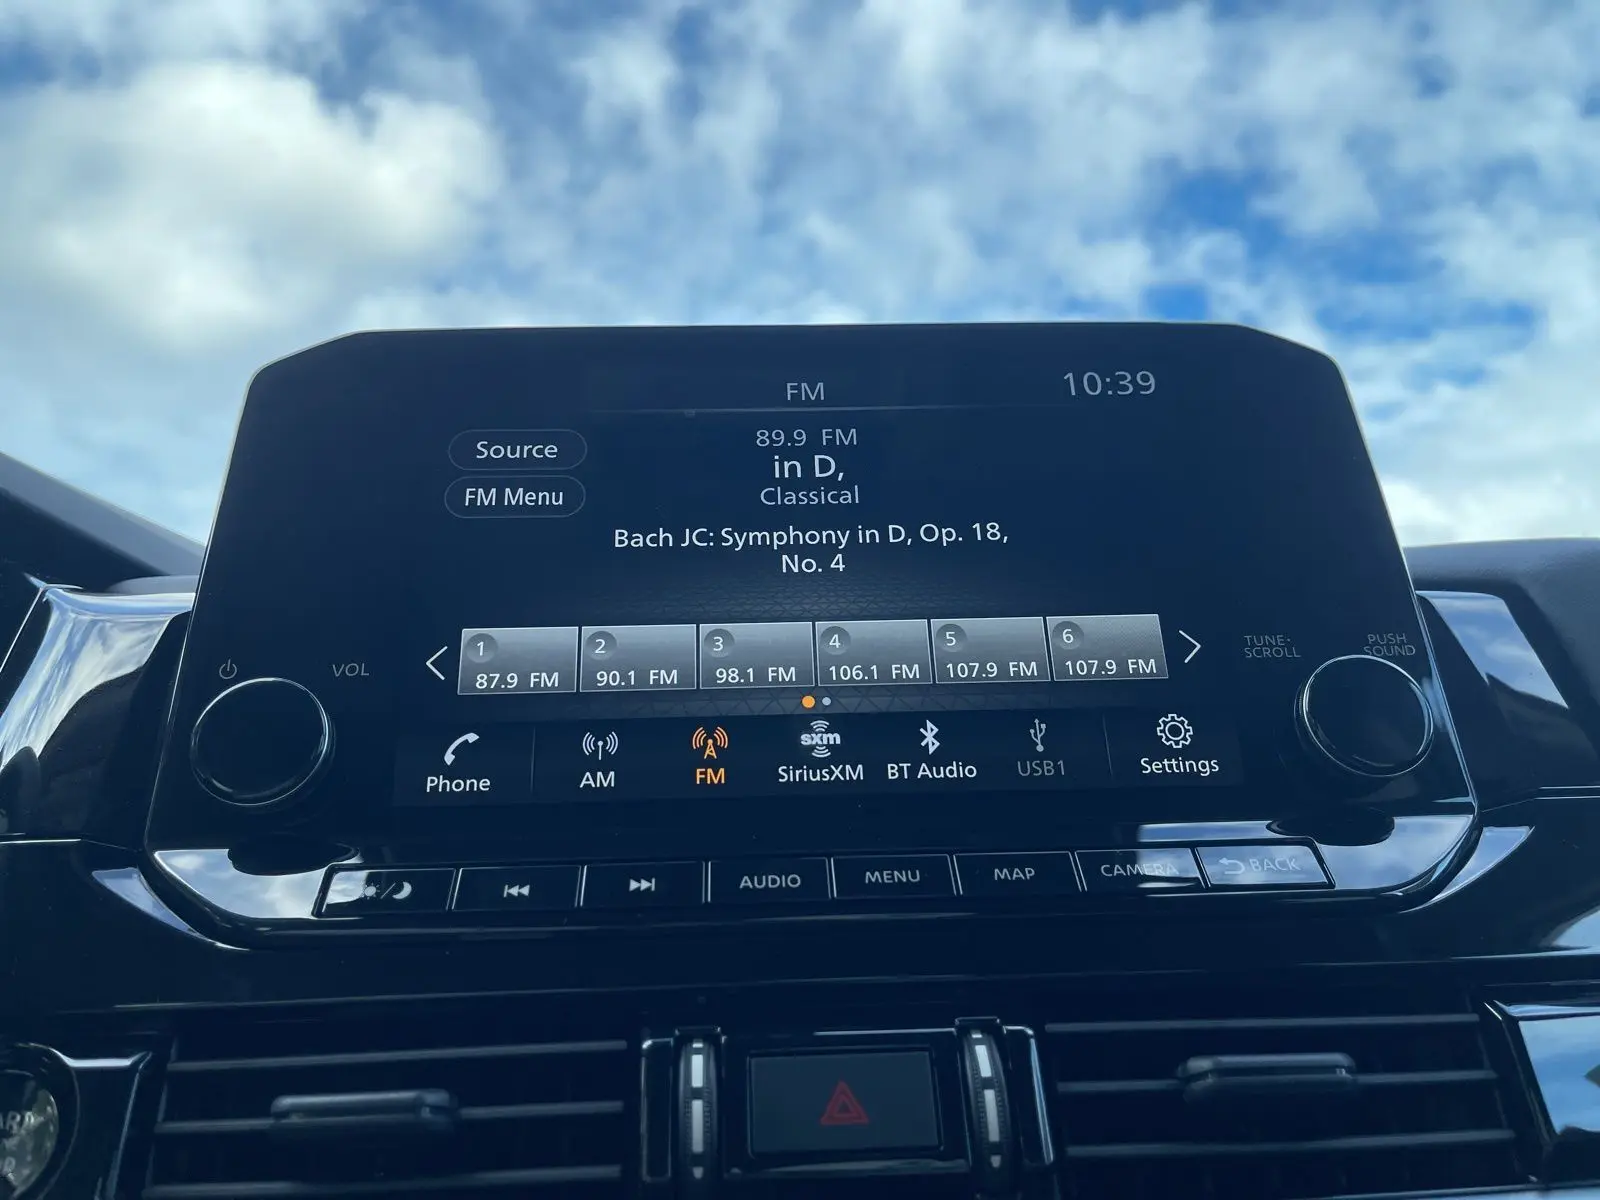 FM
10:39
Source
89.9 FM
in D,
FM Menu
Classical
Bach JC: Symphony in D, Op. 18,
No. 4
1
87.9 FM
2
90.1 FM
3
98.1 FM
4
106.1 FM
5
107.9 FM
6
107.9 FM
VOL
TUNE·
SCROLL
PUSH
SOUND
Phone
AM
FM
sxm
SiriusXM
BT Audio
USB1
Settings
AUDIO
MENU
MAP
CAMERA
BACK